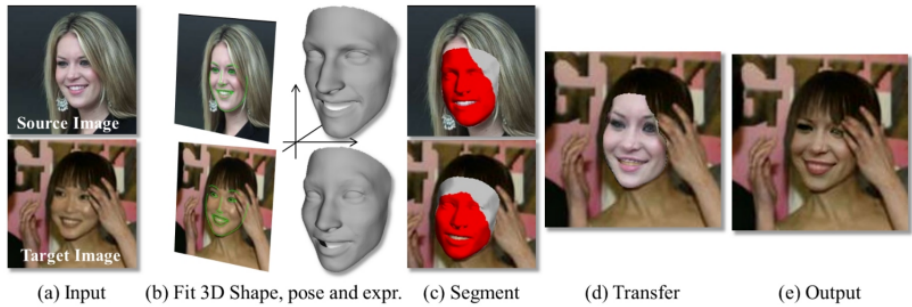 Source Image
Target Image
(a) Input
(b) Fit 3D Shape, pose and expr.
(c) Segment
(d) Transfer
(e) Output